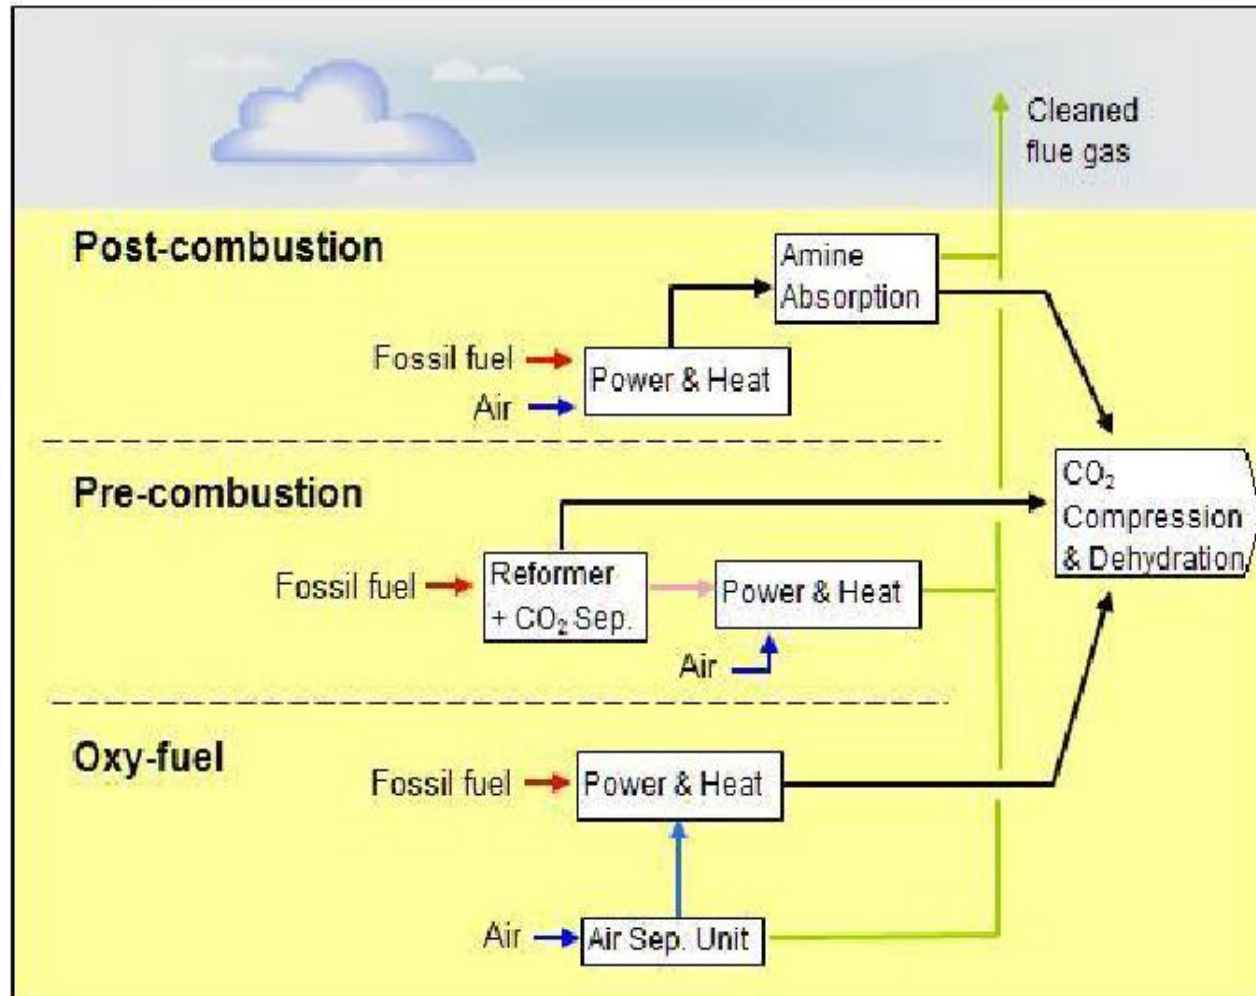 Cleaned
flue gas
Post-combustion
Amine
Absorption
Fossil fuel
Power & Heat
Air
Pre-combustion
CO₂
Compression
& Dehydration
Fossil fuel
Reformer
+ CO₂ Sep.
Power & Heat
Air
Oxy-fuel
Fossil fuel
Power & Heat
Air
Air Sep. Unit